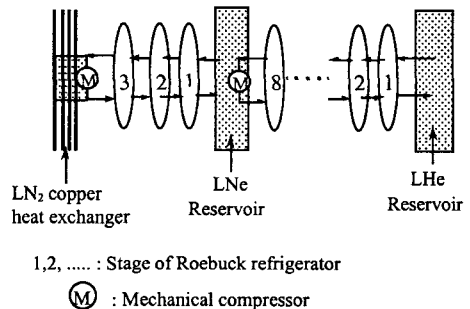 M 3 2 1 M 8 ..... 2 1
LN₂ copper
heat exchanger
LNe
Reservoir
LHe
Reservoir
1,2, ..... : Stage of Roebuck refrigerator
M : Mechanical compressor